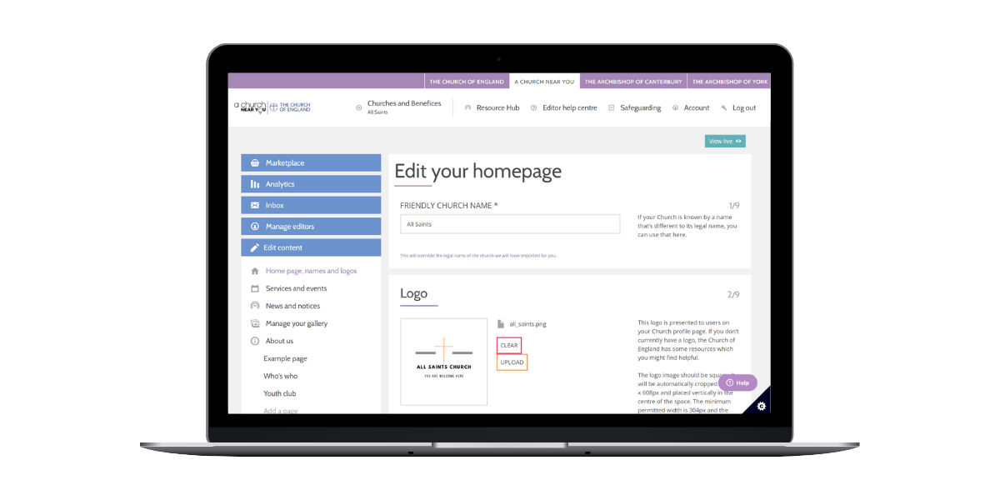 THE CHURCH OF ENGLAND
A CHURCH NEAR YOU
THE ARCHBISHOP OF CANTERBURY
THE ARCHBISHOP OF YORK
a church
NEAR YOU
THE CHURCH
OF ENGLAND
Churches and Benefices
All Saints
Resource Hub
Editor help centre
Safeguarding
Account
Log out
View live
Marketplace
Analytics
Inbox
Manage editors
Edit content
Home page, names and logos
Services and events
News and notices
Manage your gallery
About us
Example page
Who's who
Youth club
Add a page
Edit your homepage
FRIENDLY CHURCH NAME *
All Saints
This will override the legal name of the church we will have imported for you.
1/9
If your Church is known by a name
that's different to its legal name, you
can use that here.
Logo
2/9
ALL SAINTS CHURCH
YOU ARE WELCOME HERE
all_saints.png
CLEAR
UPLOAD
This logo is presented to users on
your Church profile page. If you don't
currently have a logo, the Church of
England has some resources which
you might find helpful.
The logo image should be
will be automatically cropped
x 608px and placed vertically in the
centre of the space. The minimum
permitted width is 304px and the
Help